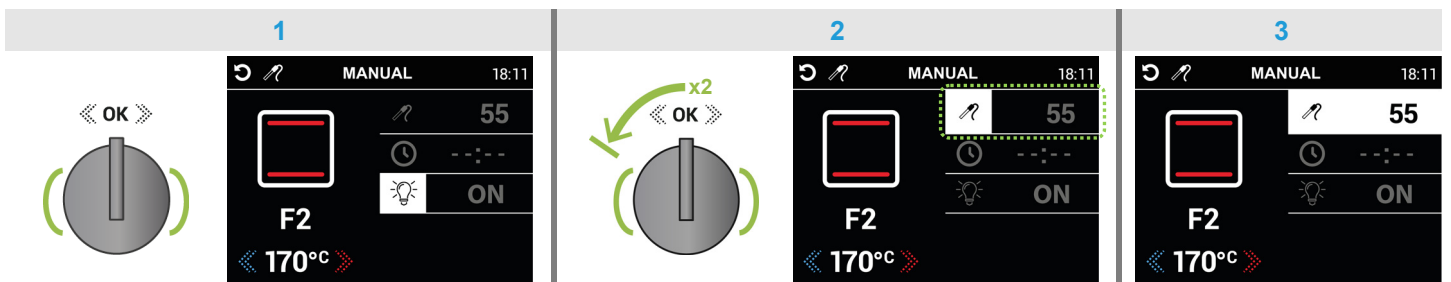 1
2
3
OK
MANUAL 18:11
55
--:--
ON
F2
170°C
x2
OK
MANUAL 18:11
55
--:--
ON
F2
170°C
MANUAL 18:11
55
--:--
ON
F2
170°C